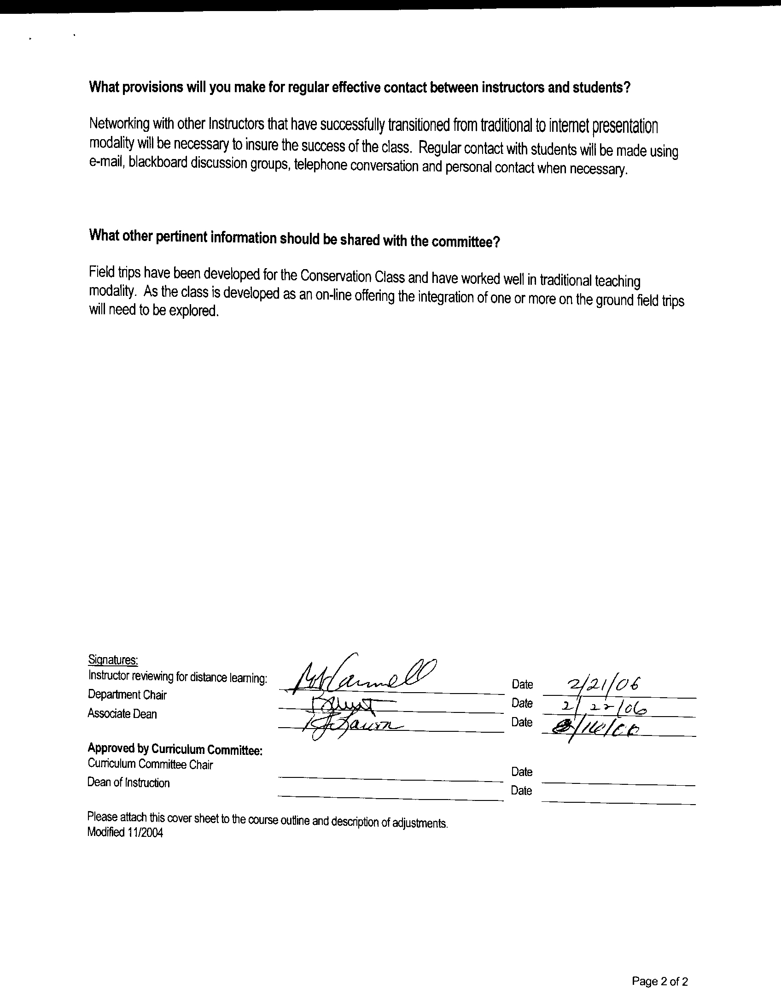 What provisions will you make for regular effective contact between instructors and students?
Networking with other Instructors that have successfully transitioned from traditional to internet presentation
modality will be necessary to insure the success of the class. Regular contact with students will be made using
e-mail, blackboard discussion groups, telephone conversation and personal contact when necessary.
What other pertinent information should be shared with the committee?
Field trips have been developed for the Conservation Class and have worked well in traditional teaching
modality. As the class is developed as an on-line offering the integration of one or more on the ground field trips
will need to be explored.
Signatures:
Instructor reviewing for distance learning: Date 2/21/06
Department Chair Date 2/22/06
Associate Dean Date
Approved by Curriculum Committee:
Curriculum Committee Chair Date
Dean of Instruction Date
Please attach this cover sheet to the course outline and description of adjustments.
Modified 11/2004
Page 2 of 2